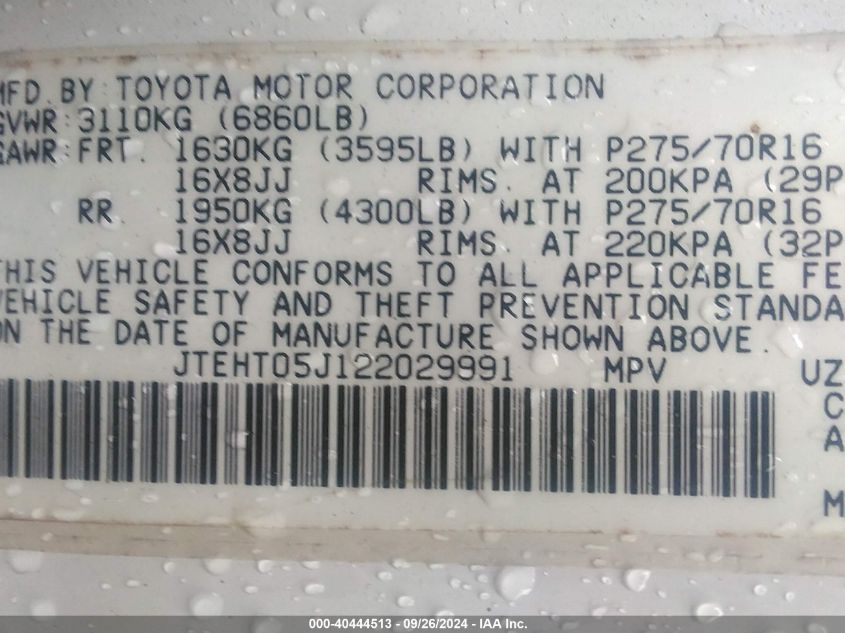 MFD. BY: TOYOTA MOTOR CORPORATION
GVWR: 3110KG (6860LB)
GAWR: FRT. 1630KG (3595LB) WITH P275/70R16
16X8JJ RIMS. AT 200KPA (29P
RR. 1950KG (4300LB) WITH P275/70R16
16X8JJ RIMS. AT 220KPA (32P
THIS VEHICLE CONFORMS TO ALL APPLICABLE FE
VEHICLE SAFETY AND THEFT PREVENTION STANDA
ON THE DATE OF MANUFACTURE SHOWN ABOVE.
JTEHT05J122029991 MPV UZ
C
A
M
000-40444513 - 09/26/2024 - IAA Inc.